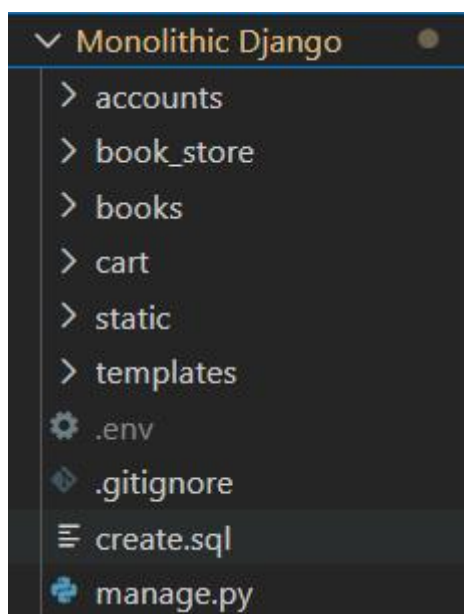 Monolithic Django
accounts
book_store
books
cart
static
templates
.env
.gitignore
create.sql
manage.py